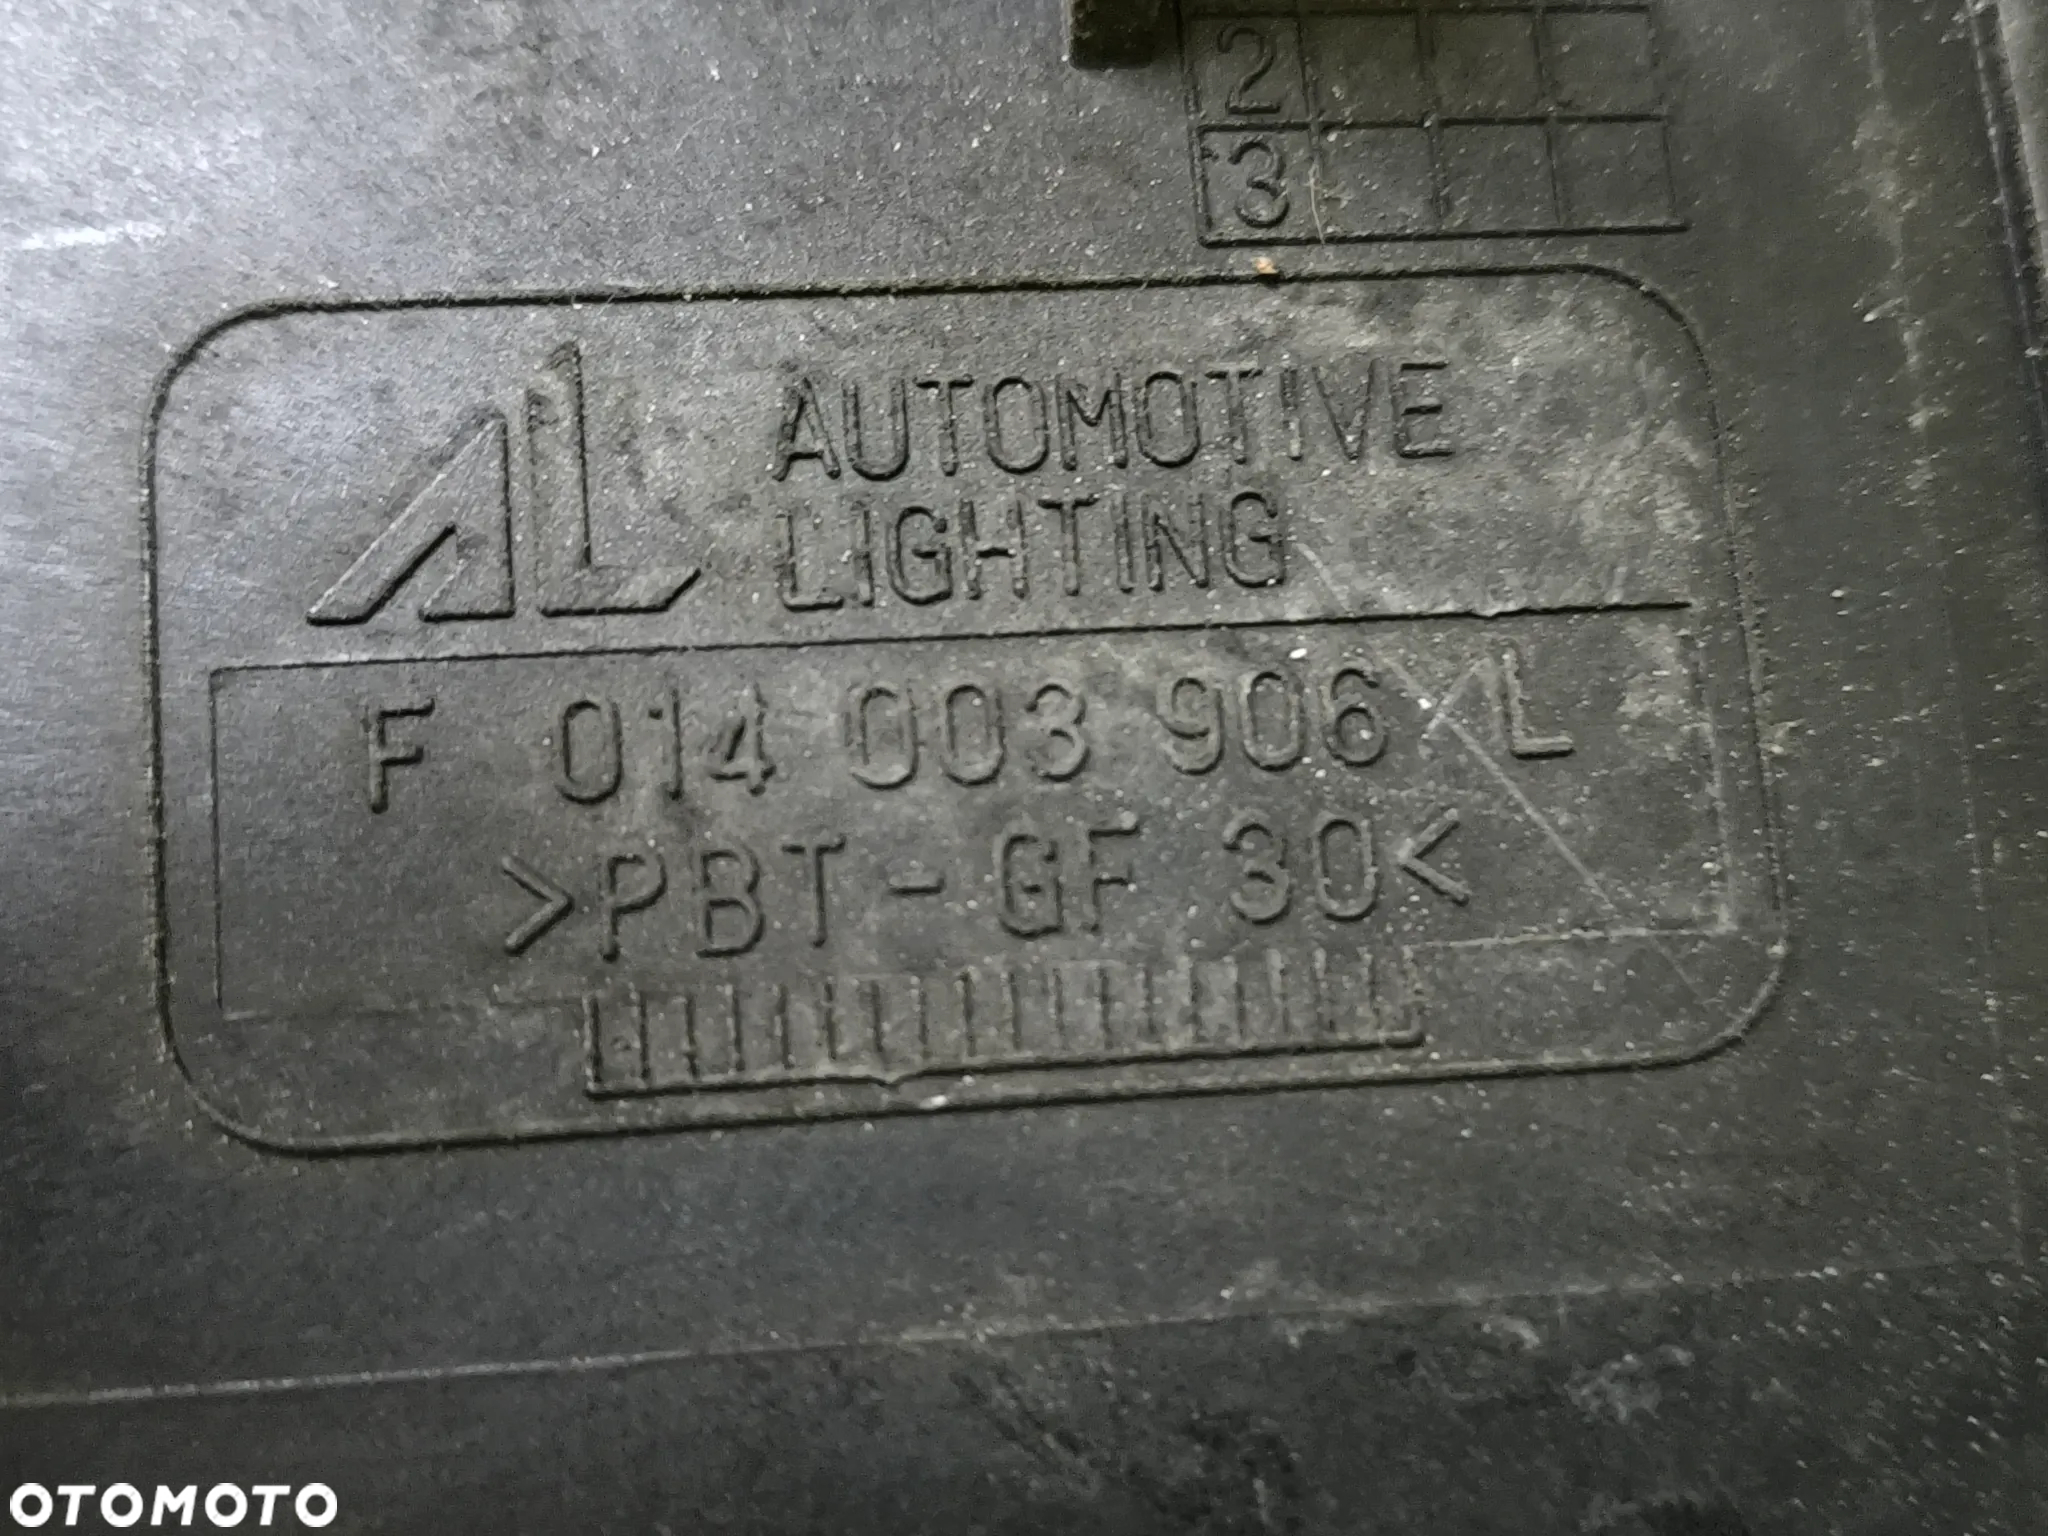 2
3
AL AUTOMOTIVE
LIGHTING
F 014 003 906 L
>PBT-GF 30<
OTOMOTO